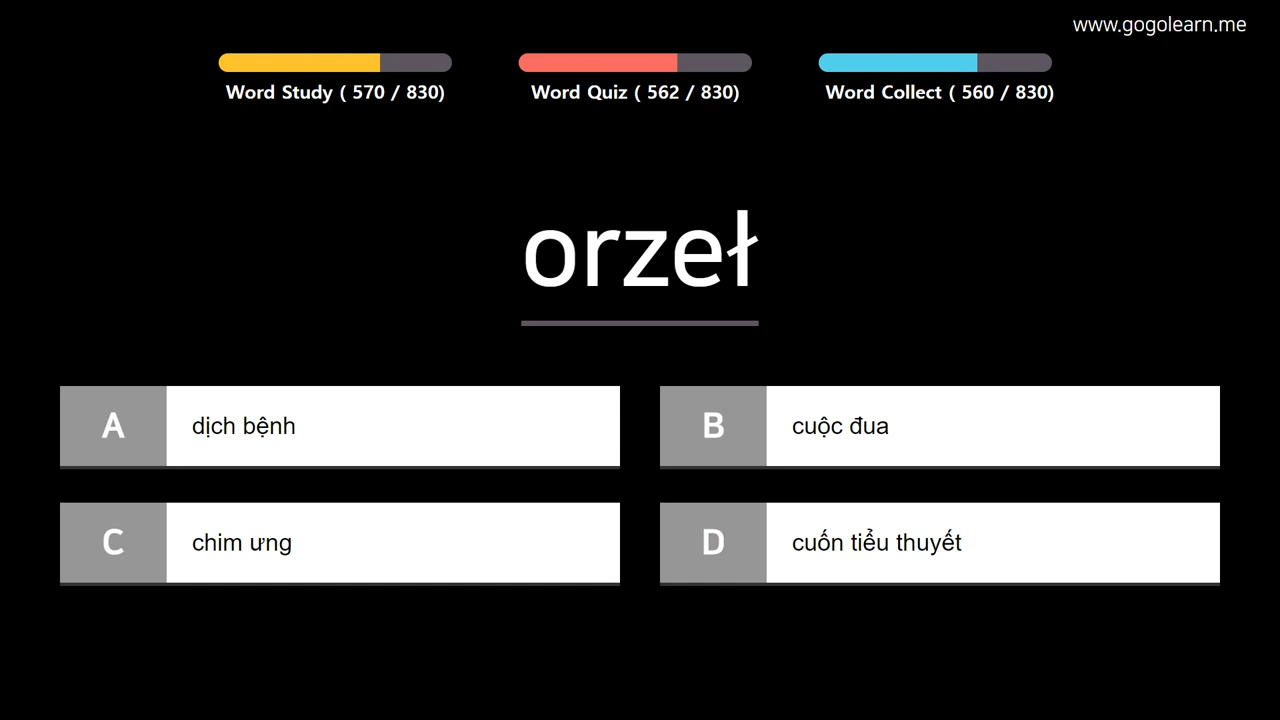 www.gogolearn.me
Word Study ( 570 / 830)
Word Quiz ( 562 / 830)
Word Collect ( 560 / 830)
orzeł
A dịch bệnh
B cuộc đua
C chim ưng
D cuốn tiểu thuyết